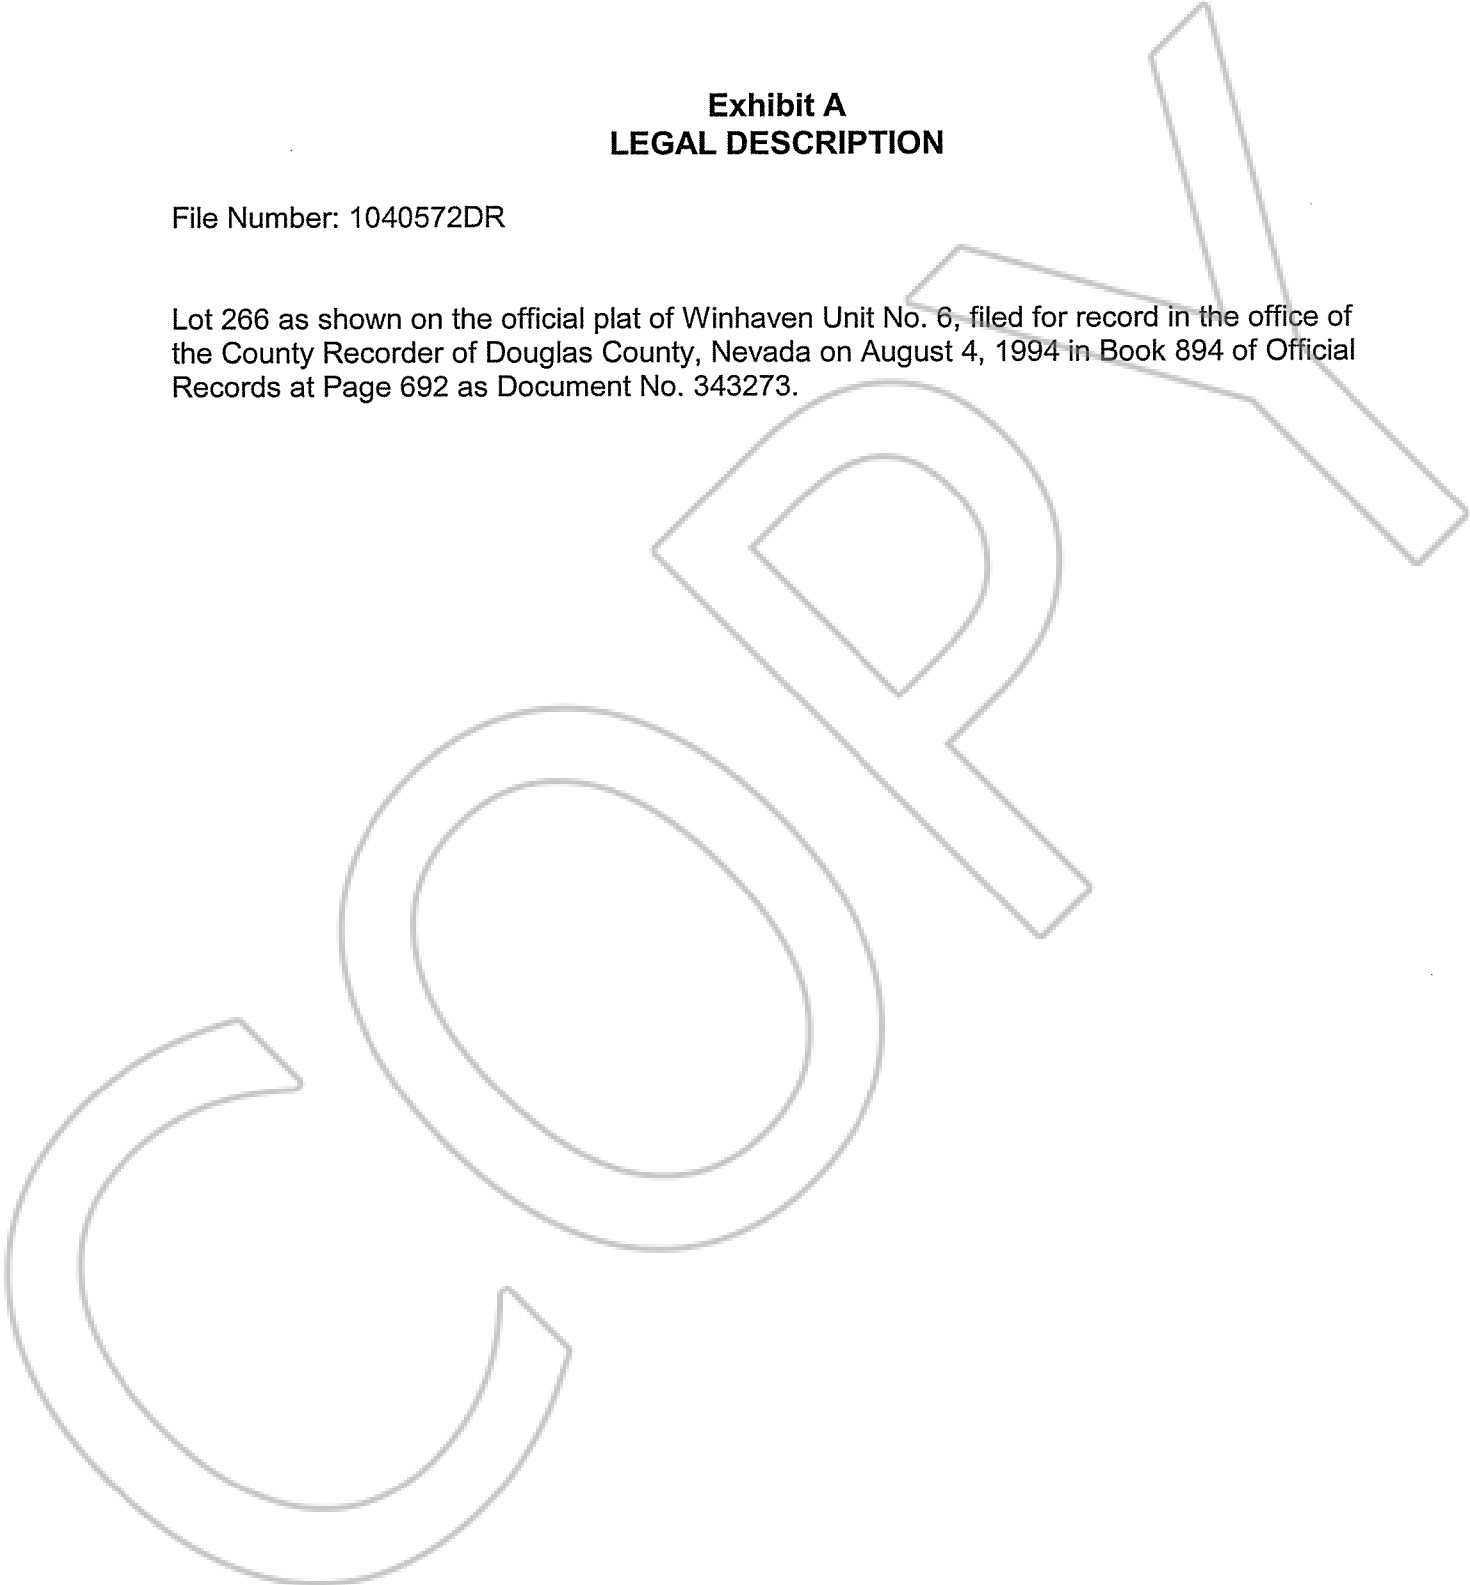 Exhibit A
LEGAL DESCRIPTION
File Number: 1040572DR
Lot 266 as shown on the official plat of Winhaven Unit No. 6, filed for record in the office of
the County Recorder of Douglas County, Nevada on August 4, 1994 in Book 894 of Official
Records at Page 692 as Document No. 343273.
COPY